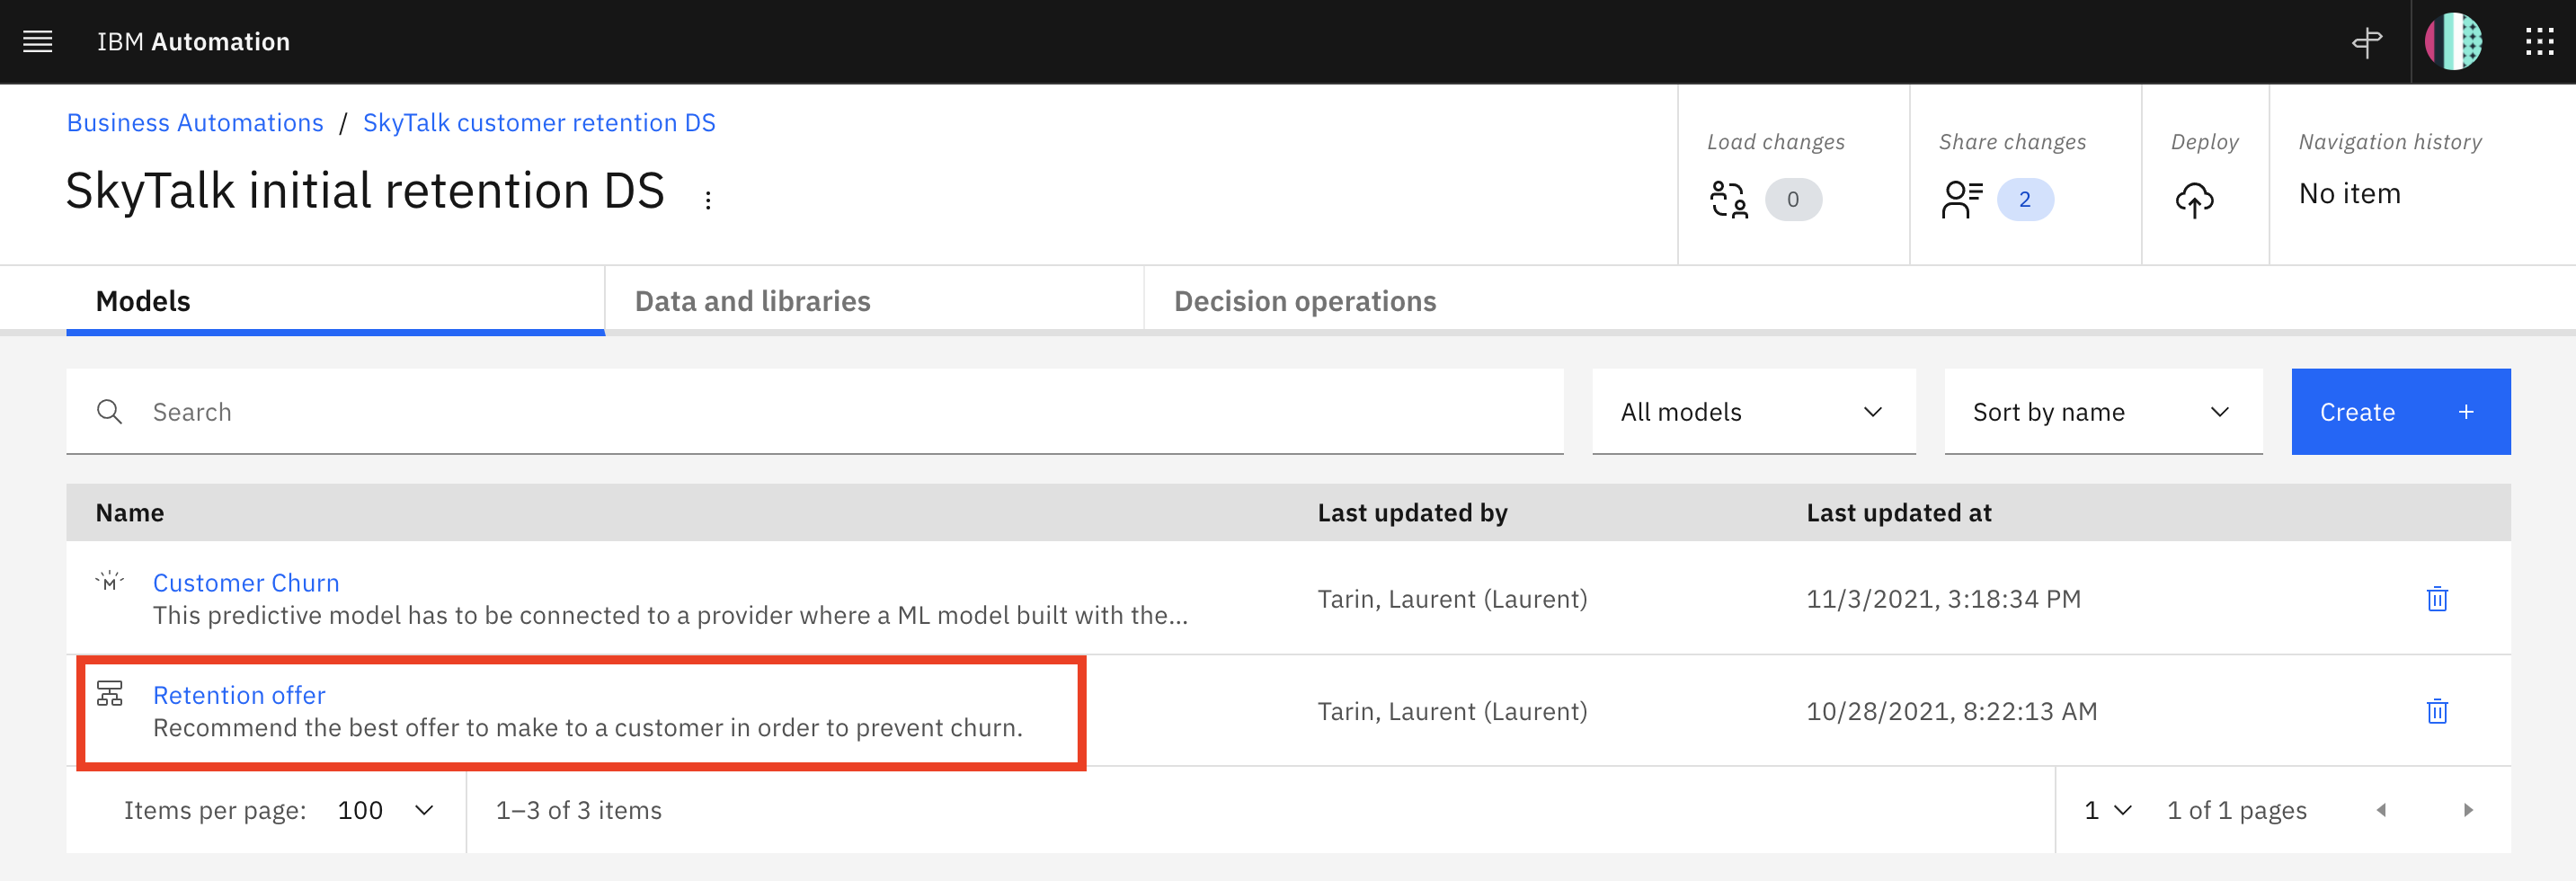 IBM Automation
Business Automations / SkyTalk customer retention DS
SkyTalk initial retention DS
Load changes
0
Share changes
2
Deploy
Navigation history
No item
Models
Data and libraries
Decision operations
Search
All models
Sort by name
Create +
Name
Last updated by
Last updated at
M
Customer Churn
This predictive model has to be connected to a provider where a ML model built with the...
Tarin, Laurent (Laurent)
11/3/2021, 3:18:34 PM
Retention offer
Recommend the best offer to make to a customer in order to prevent churn.
Tarin, Laurent (Laurent)
10/28/2021, 8:22:13 AM
Items per page: 100
1–3 of 3 items
1
1 of 1 pages